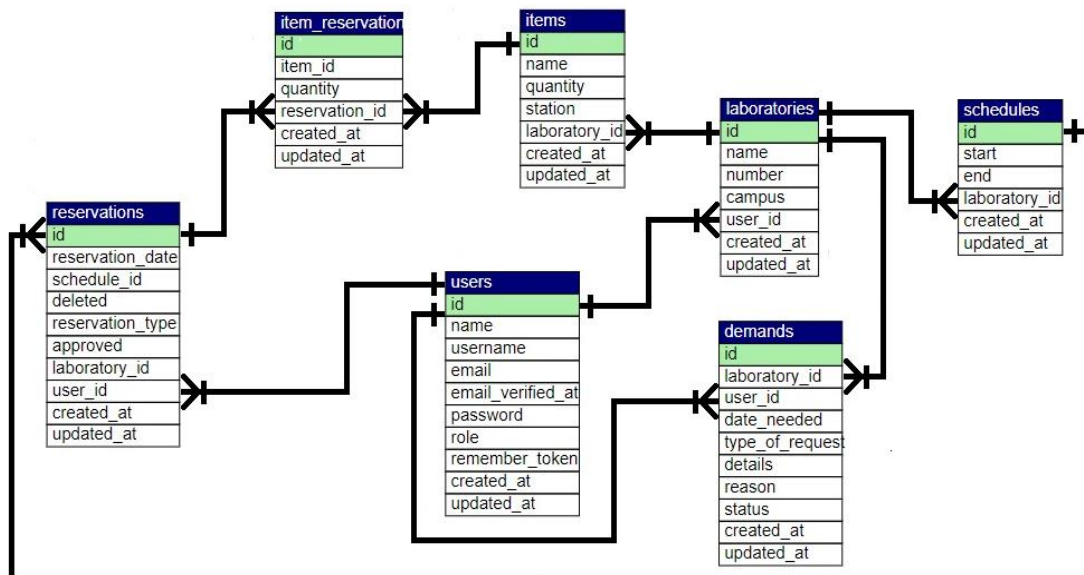 item_reservation
id
item_id
quantity
reservation_id
created_at
updated_at
items
id
name
quantity
station
laboratory_id
created_at
updated_at
laboratories
id
name
number
campus
user_id
created_at
updated_at
schedules
id
start
end
laboratory_id
created_at
updated_at
reservations
id
reservation_date
schedule_id
deleted
reservation_type
approved
laboratory_id
user_id
created_at
updated_at
users
id
name
username
email
email_verified_at
password
role
remember_token
created_at
updated_at
demands
id
laboratory_id
user_id
date_needed
type_of_request
details
reason
status
created_at
updated_at